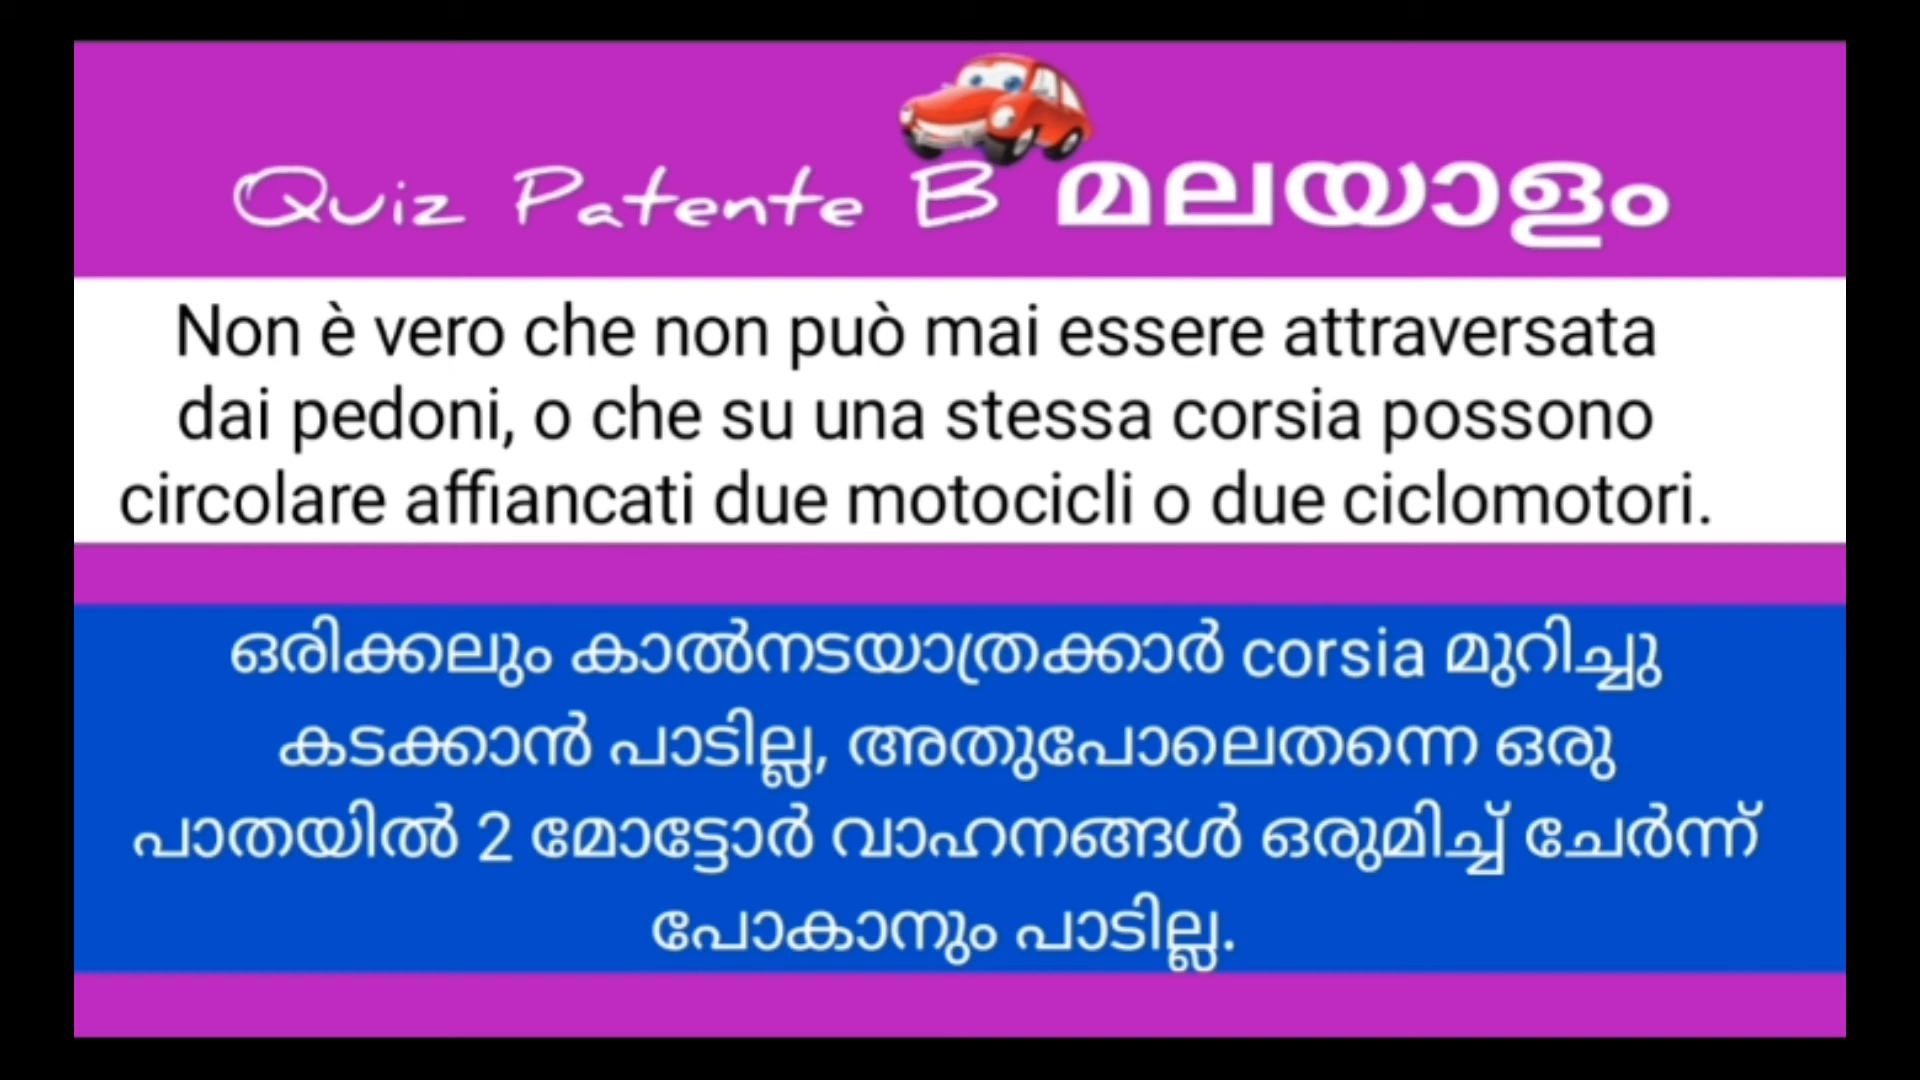 Quiz Patente B മലയാളം
Non è vero che non può mai essere attraversata
dai pedoni, o che su una stessa corsia possono
circolare affiancati due motocicli o due ciclomotori.
ഒരിക്കലും കാൽനടയാത്രക്കാർ corsia മുറിച്ചു
കടക്കാൻ പാടില്ല, അതുപോലെതന്നെ ഒരു
പാതയിൽ 2 മോട്ടോർ വാഹനങ്ങൾ ഒരുമിച്ച് ചേർന്ന്
പോകാനും പാടില്ല.